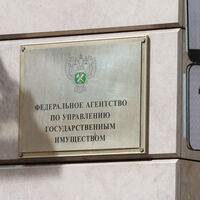 ФЕДЕРАЛЬНОЕ АГЕНТСТВО
ПО УПРАВЛЕНИЮ
ГОСУДАРСТВЕННЫМ
ИМУЩЕСТВОМ